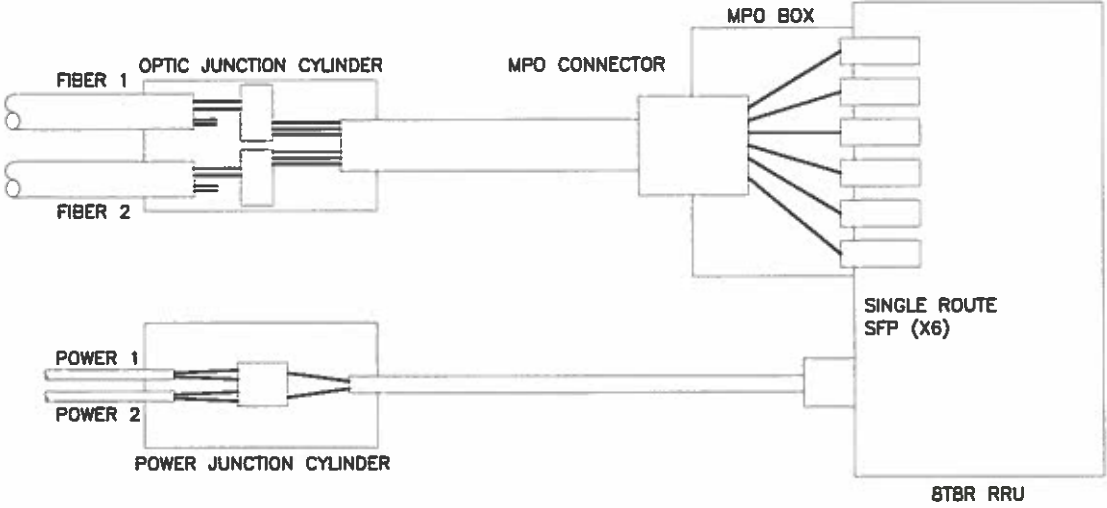 MPO BOX
FIBER 1
OPTIC JUNCTION CYLINDER
MPO CONNECTOR
FIBER 2
SINGLE ROUTE
SFP (X6)
POWER 1
POWER 2
POWER JUNCTION CYLINDER
8T8R RRU